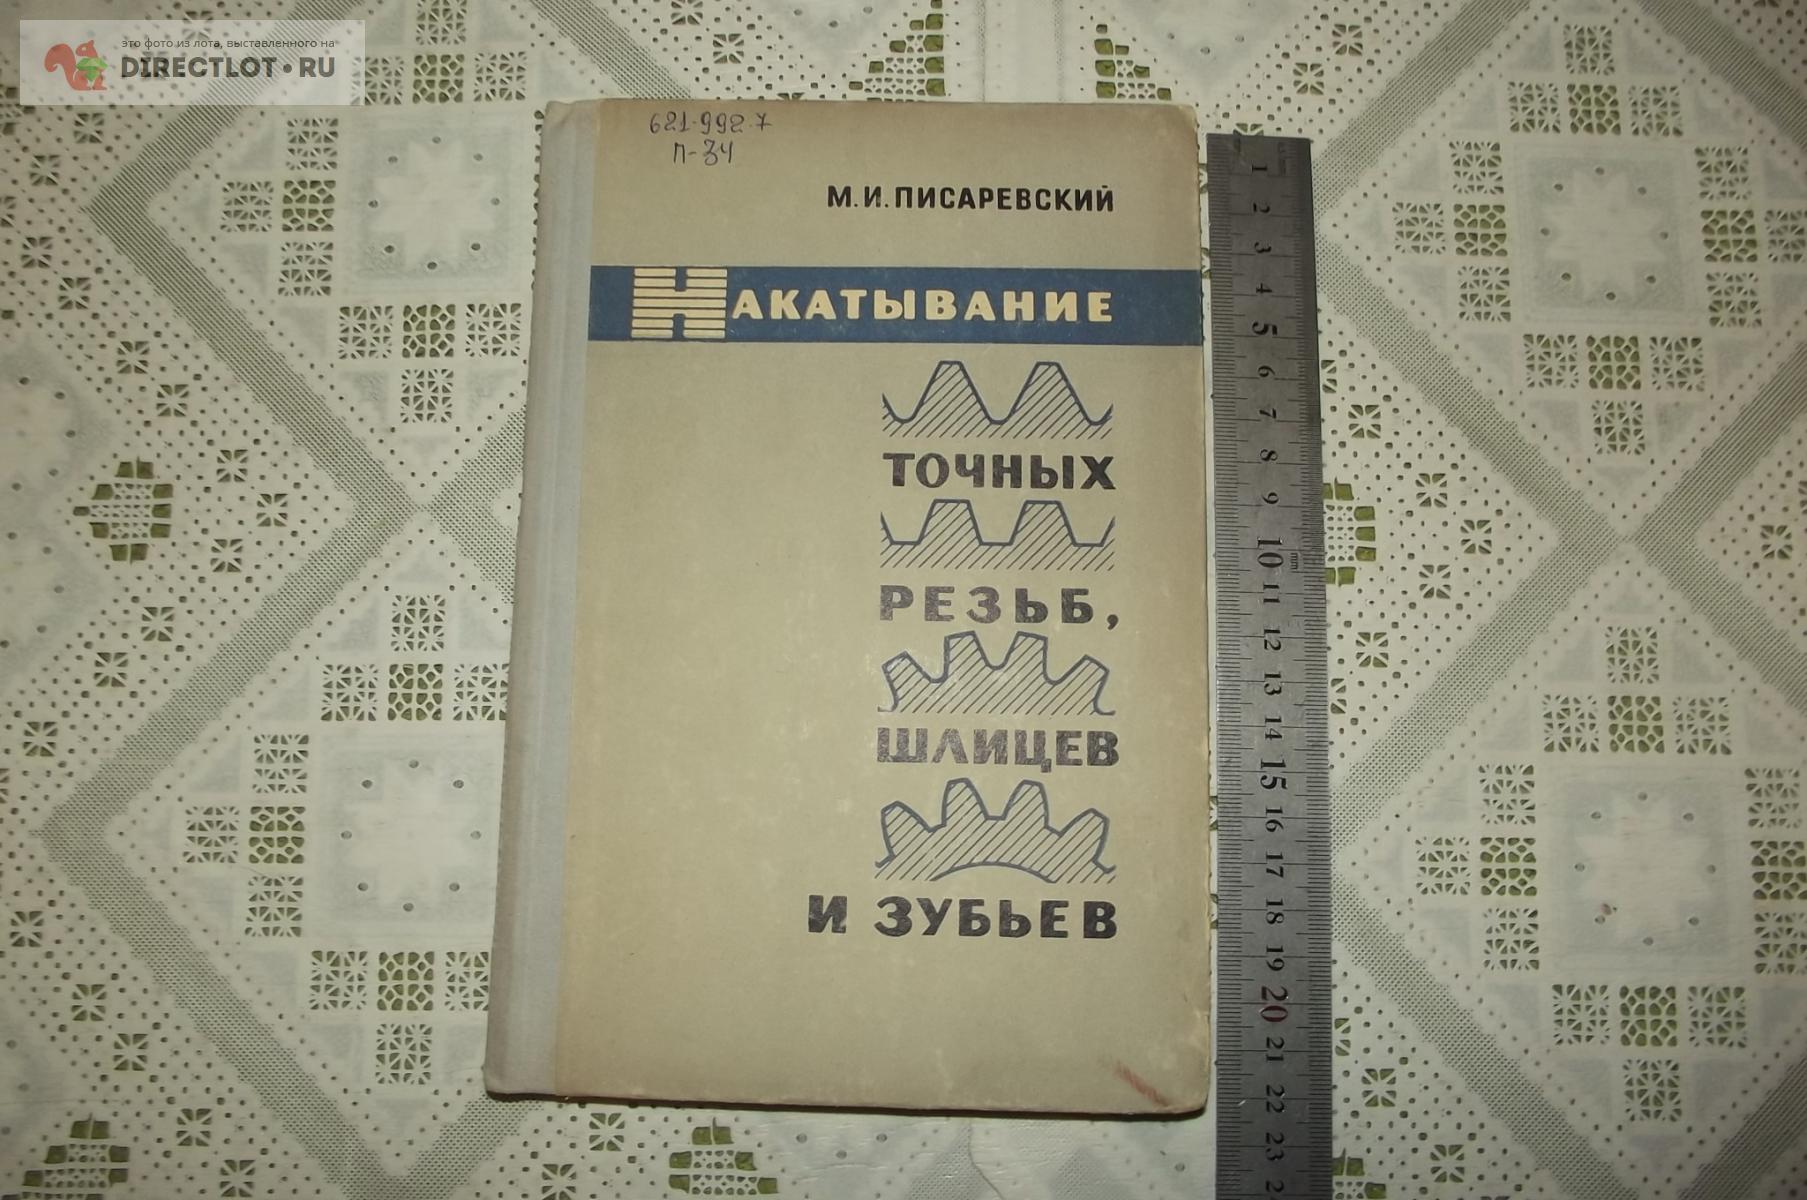 это фото из лота, выставленного на
DIRECTLOT•RU
621.992.7
П-34
М.И.ПИСАРЕВСКИЙ
НАКАТЫВАНИЕ
ТОЧНЫХ
РЕЗЬБ,
ШЛИЦЕВ
И ЗУБЬЕВ
1
2
3
4
5
6
7
8
9
10
mm
11
12
13
14
15
16
17
18
19
20
21
22
23